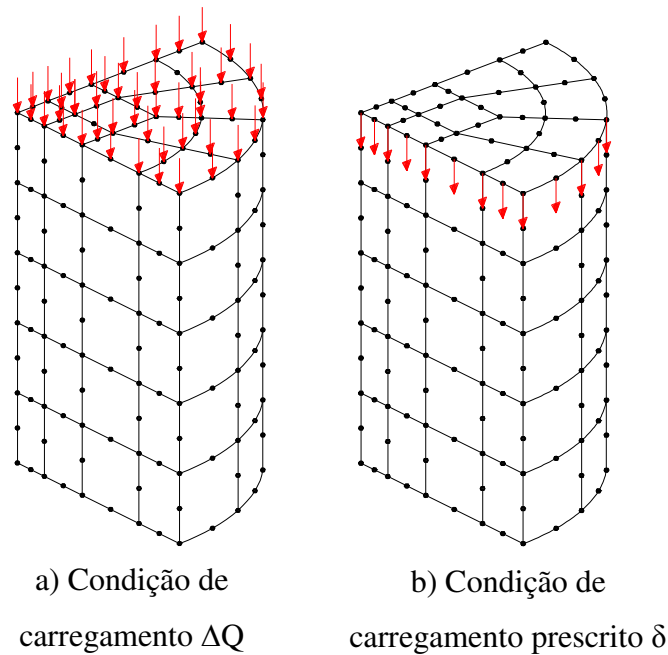 a) Condição de
carregamento ΔQ
b) Condição de
carregamento prescrito δ